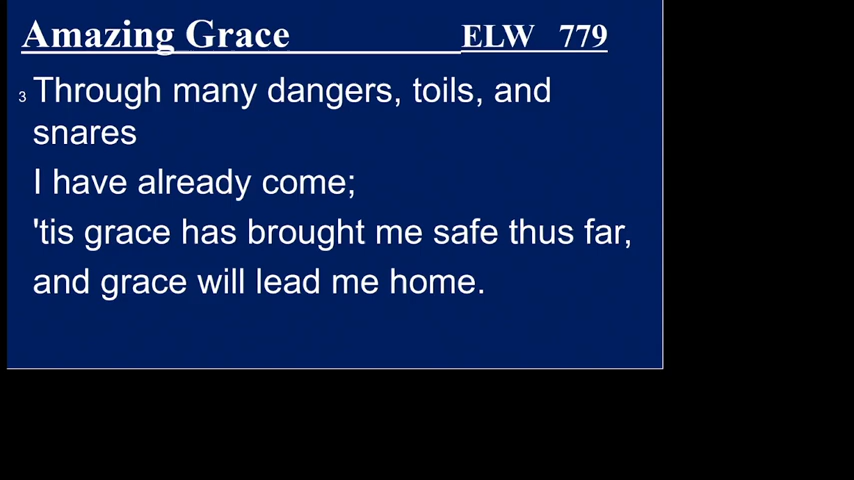 Amazing Grace ELW 779
3 Through many dangers, toils, and
snares
I have already come;
'tis grace has brought me safe thus far,
and grace will lead me home.